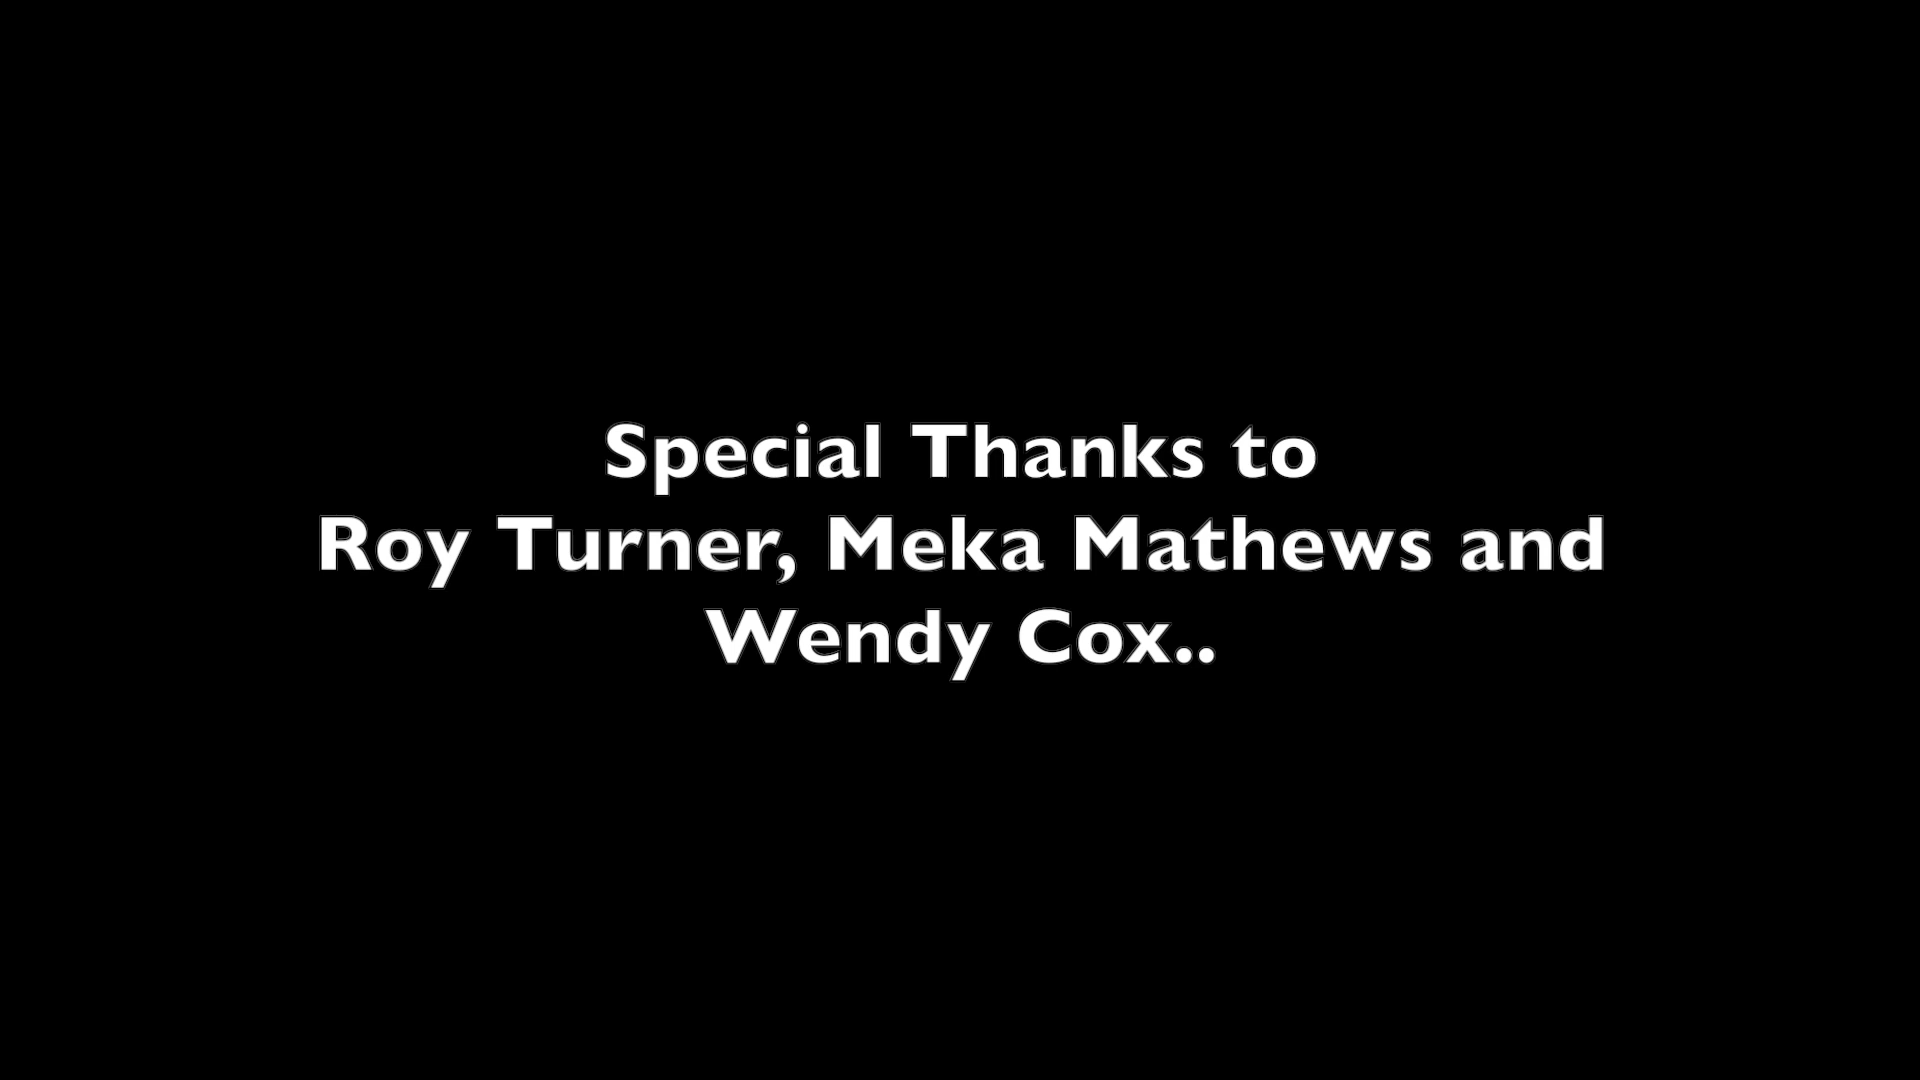 Special Thanks to
Roy Turner, Meka Mathews and
Wendy Cox..